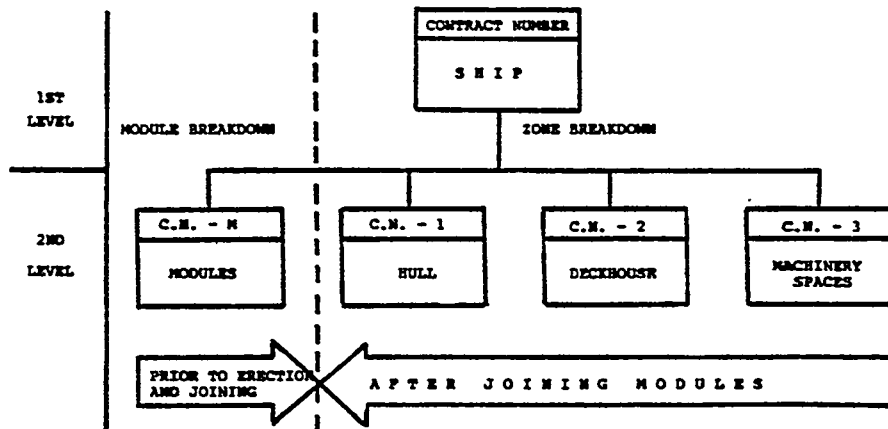 CONTRACT NUMBER
SHIP
1ST
LEVEL
MODULE BREAKDOWN
ZONE BREAKDOWN
C.N. - M
C.N. - 1
C.N. - 2
C.N. - 3
2ND
LEVEL
MODULES
HULL
DECKHOUSE
MACHINERY
SPACES
PRIOR TO ERECTION
AND JOINING
AFTER JOINING MODULES